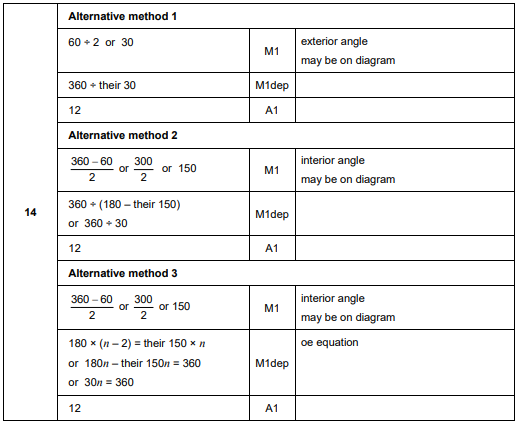 14
Alternative method 1
60 ÷ 2 or 30
M1
exterior angle
may be on diagram
360 ÷ their 30
M1dep
12
A1
Alternative method 2
360 – 60 / 2 or 300 / 2 or 150
M1
interior angle
may be on diagram
360 ÷ (180 – their 150)
or 360 ÷ 30
M1dep
12
A1
Alternative method 3
360 – 60 / 2 or 300 / 2 or 150
M1
interior angle
may be on diagram
180 × (n – 2) = their 150 × n
or 180n – their 150n = 360
or 30n = 360
M1dep
oe equation
12
A1